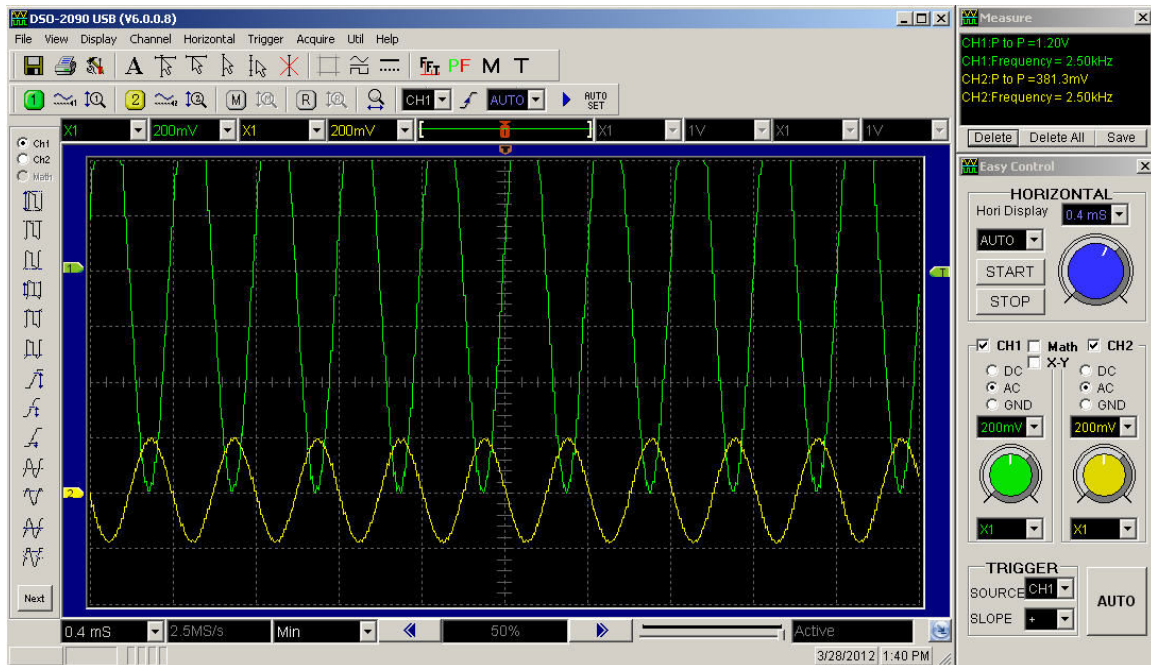 DSO-2090 USB (V6.0.0.8)
File View Display Channel Horizontal Trigger Acquire Util Help
A FFT PF M T
1 2 M R CH1 AUTO AUTO SET
X1 200mV X1 200mV X1 1V X1 1V
Ch1
Ch2
Math
1
T
2
Next
0.4 mS 2.5MS/s Min 50% Active
3/28/2012 1:40 PM
Measure
CH1:P to P =1.20V
CH1:Frequency = 2.50kHz
CH2:P to P =381.3mV
CH2:Frequency = 2.50kHz
Delete Delete All Save
Easy Control
HORIZONTAL
Hori Display 0.4 mS
AUTO
START
STOP
CH1 Math CH2
X-Y
DC DC
AC AC
GND GND
200mV 200mV
X1 X1
TRIGGER
SOURCE CH1
SLOPE +
AUTO